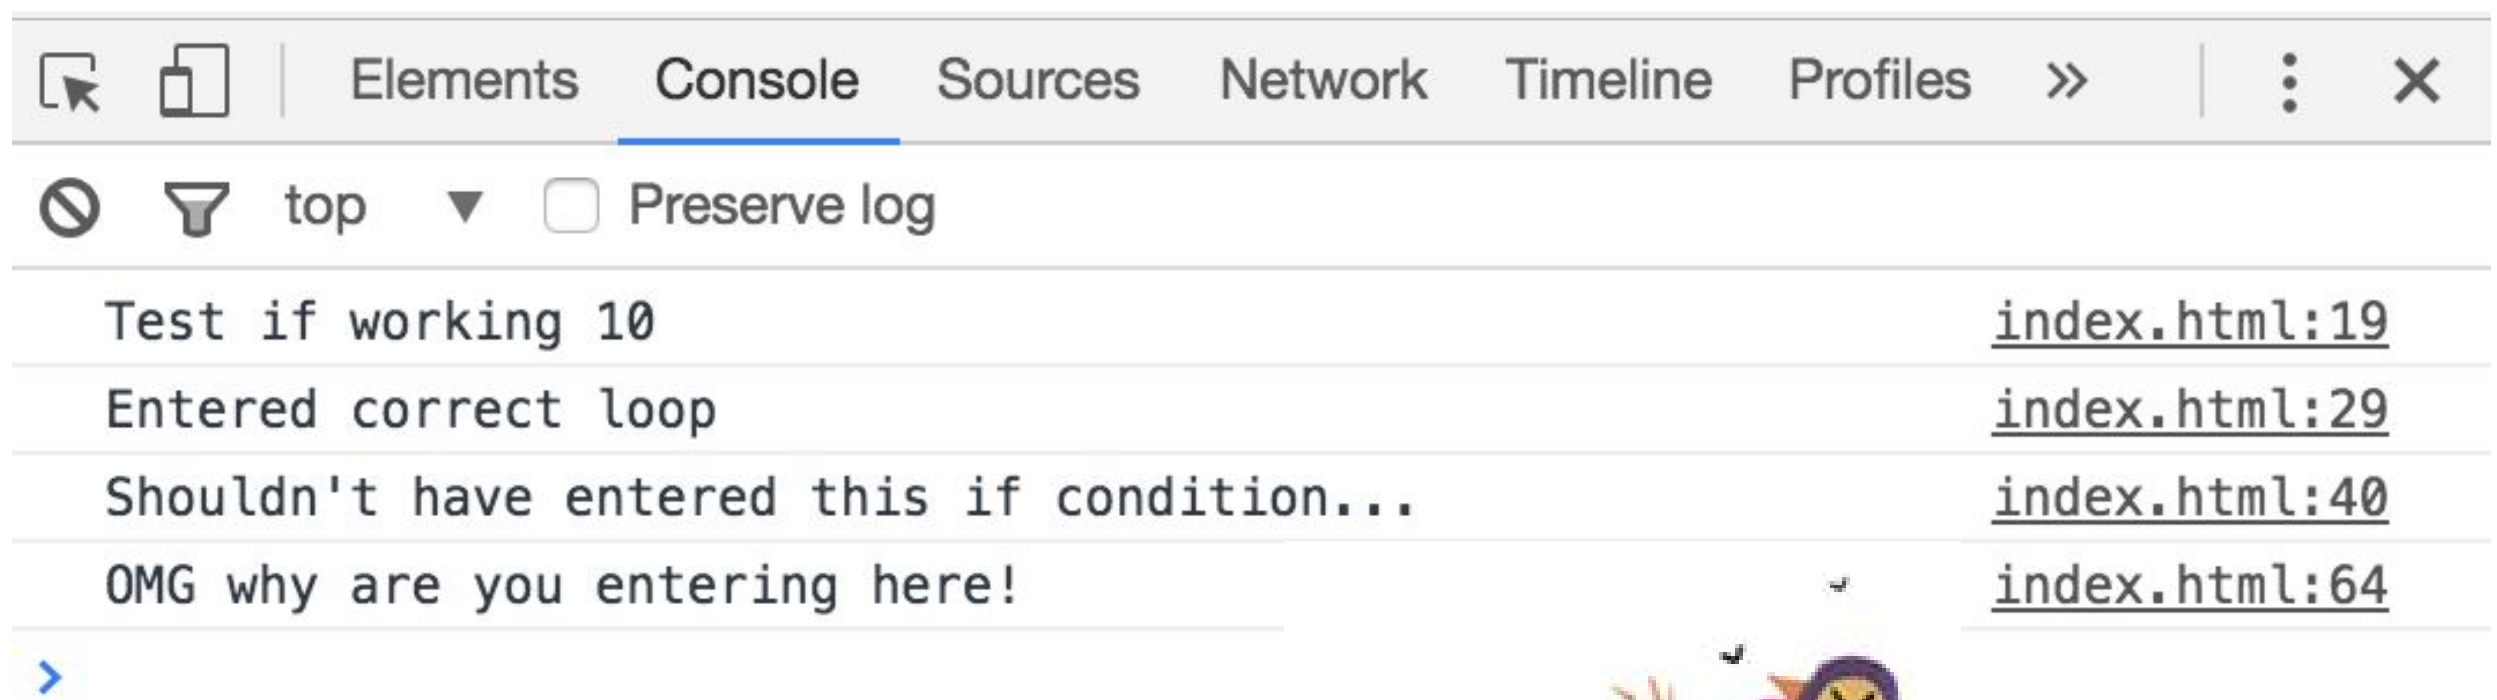 Elements Console Sources Network Timeline Profiles
top Preserve log
Test if working 10 index.html:19
Entered correct loop index.html:29
Shouldn't have entered this if condition... index.html:40
OMG why are you entering here! index.html:64